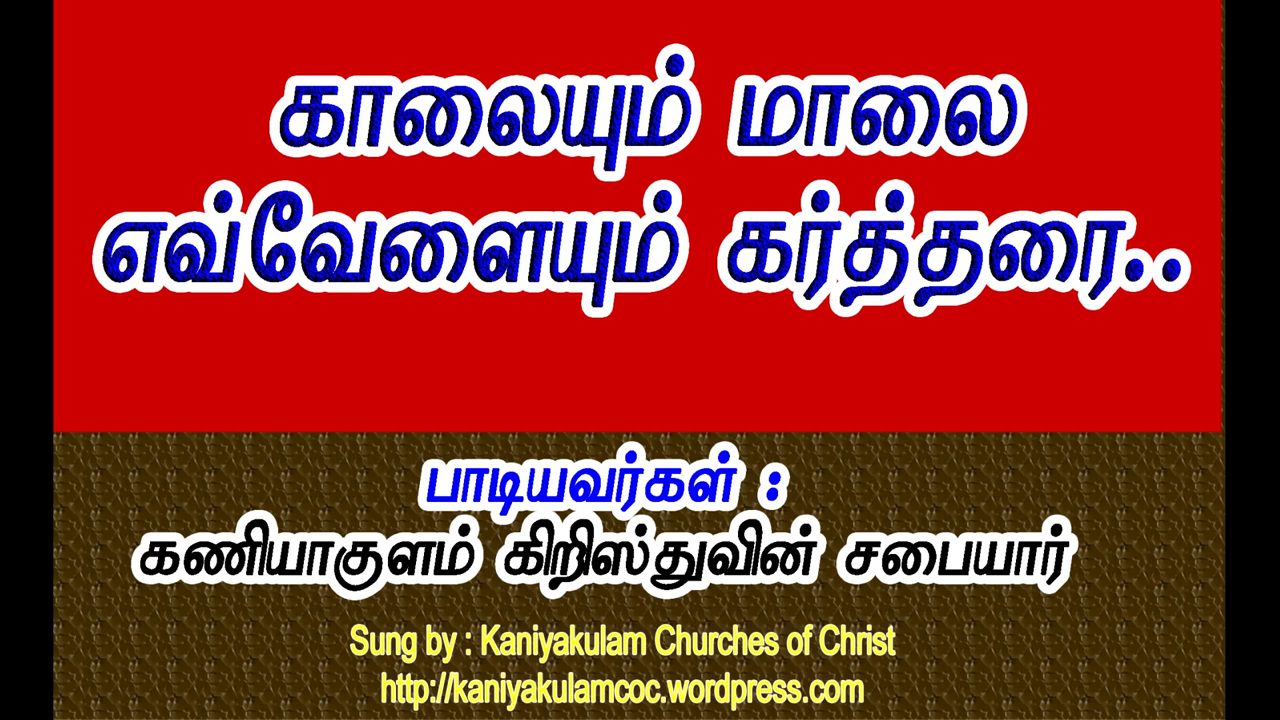 காலையும் மாலை
எவ்வேளையும் கர்த்தரை..
பாடியவர்கள் :
கணியாகுளம் கிறிஸ்துவின் சபையார்
Sung by : Kaniyakulam Churches of Christ
http://kaniyakulamcoc.wordpress.com